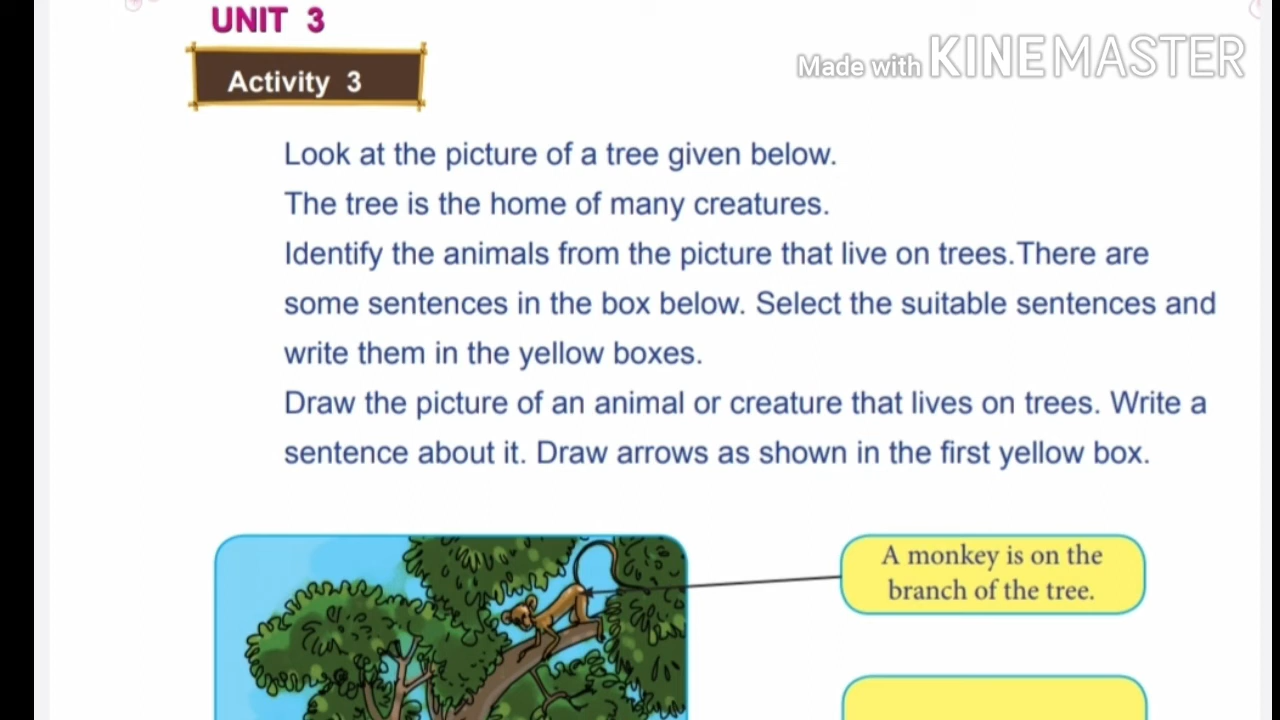 UNIT 3
Made with KINEMASTER
Activity 3
Look at the picture of a tree given below.
The tree is the home of many creatures.
Identify the animals from the picture that live on trees.There are
some sentences in the box below. Select the suitable sentences and
write them in the yellow boxes.
Draw the picture of an animal or creature that lives on trees. Write a
sentence about it. Draw arrows as shown in the first yellow box.
A monkey is on the
branch of the tree.